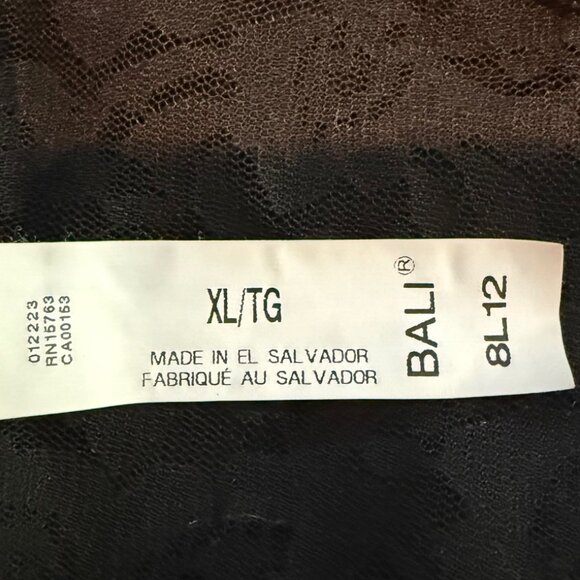 012223
RN15763
CA00153
XL/TG
MADE IN EL SALVADOR
FABRIQUÉ AU SALVADOR
BALI®
8L12